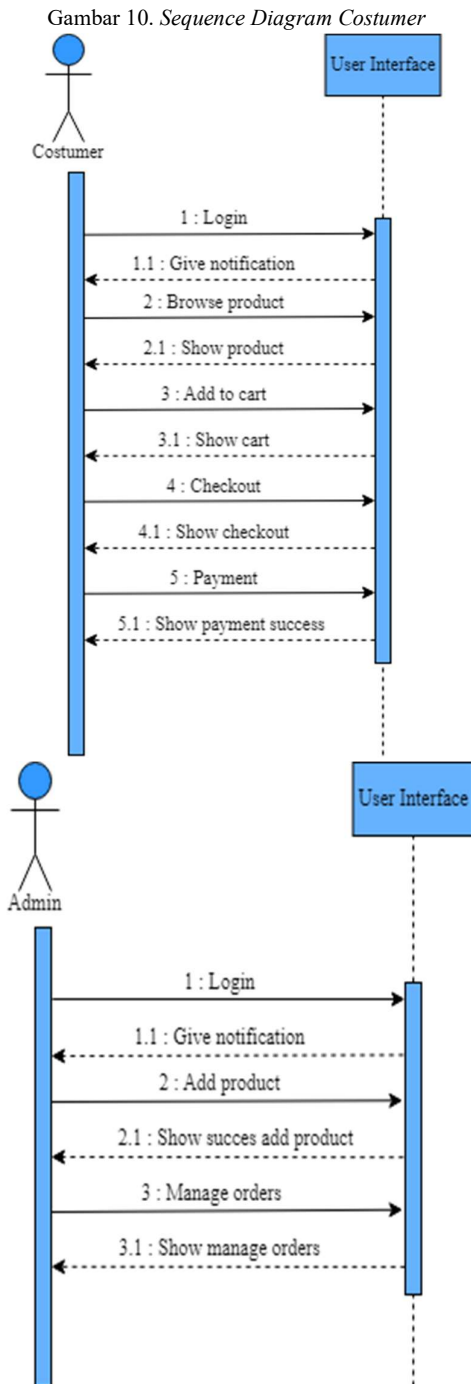 Gambar 10. Sequence Diagram Costumer
User Interface
Costumer
1 : Login
1.1 : Give notification
2 : Browse product
2.1 : Show product
3 : Add to cart
3.1 : Show cart
4 : Checkout
4.1 : Show checkout
5 : Payment
5.1 : Show payment success
User Interface
Admin
1 : Login
1.1 : Give notification
2 : Add product
2.1 : Show succes add product
3 : Manage orders
3.1 : Show manage orders